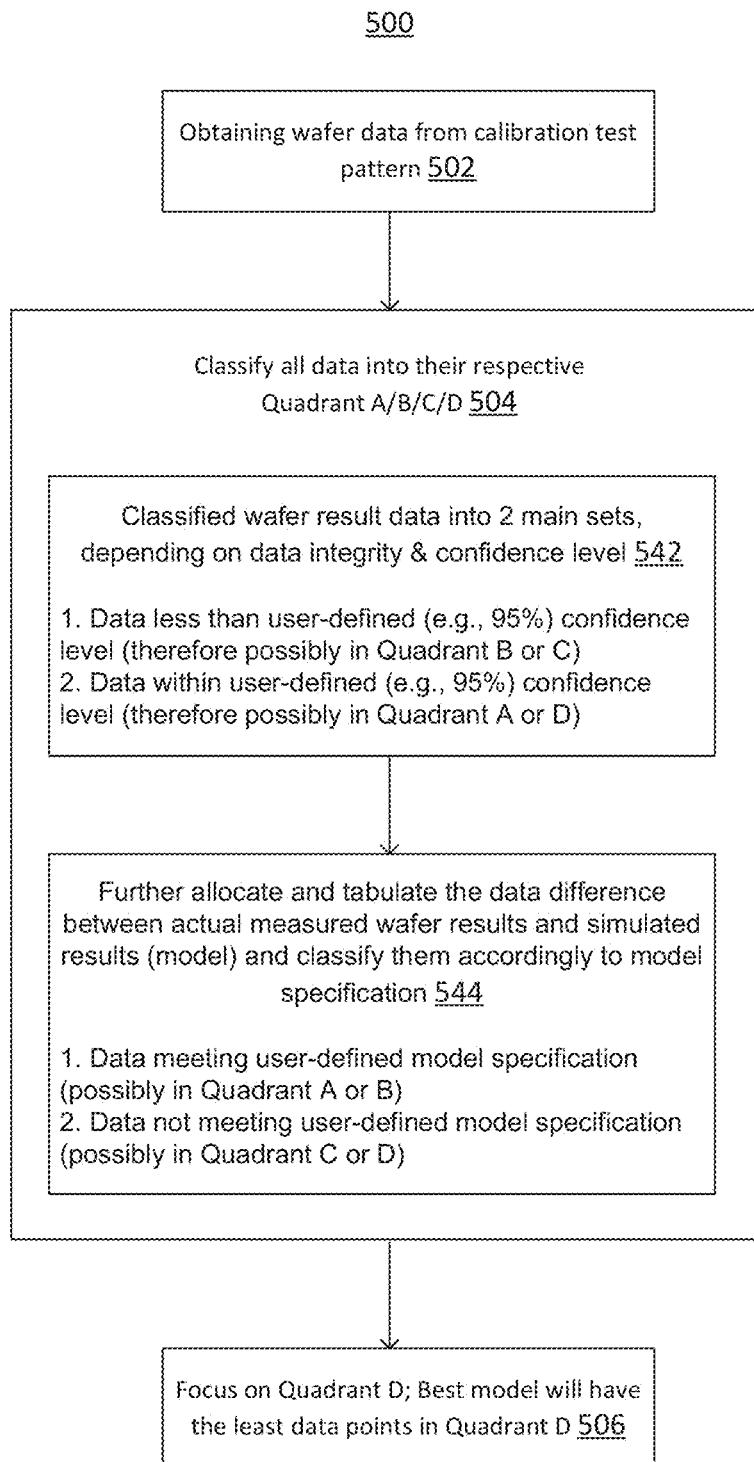 500
Obtaining wafer data from calibration test
pattern 502
Classify all data into their respective
Quadrant A/B/C/D 504
Classified wafer result data into 2 main sets,
depending on data integrity & confidence level 542
1. Data less than user-defined (e.g., 95%) confidence
level (therefore possibly in Quadrant B or C)
2. Data within user-defined (e.g., 95%) confidence
level (therefore possibly in Quadrant A or D)
Further allocate and tabulate the data difference
between actual measured wafer results and simulated
results (model) and classify them accordingly to model
specification 544
1. Data meeting user-defined model specification
(possibly in Quadrant A or B)
2. Data not meeting user-defined model specification
(possibly in Quadrant C or D)
Focus on Quadrant D; Best model will have
the least data points in Quadrant D 506